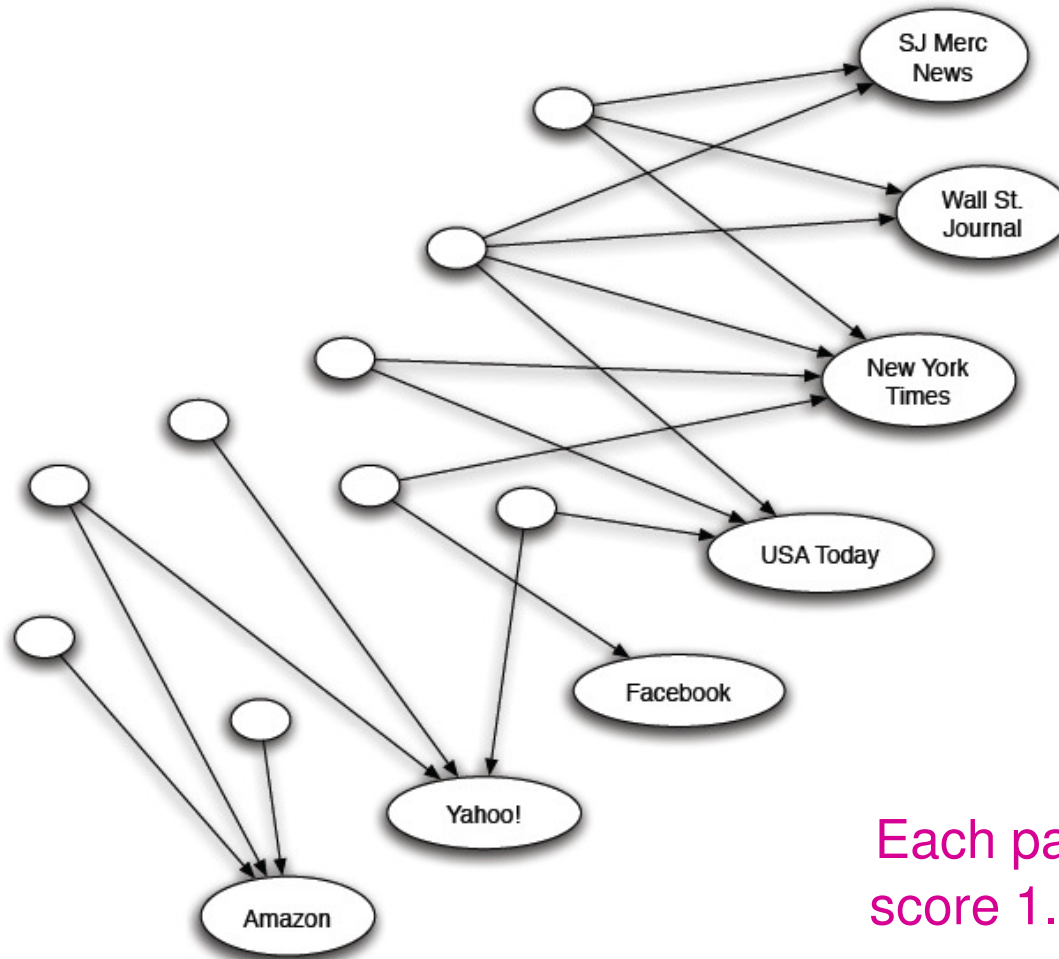 SJ Merc
News
Wall St.
Journal
New York
Times
USA Today
Facebook
Yahoo!
Amazon
Each pa
score 1.